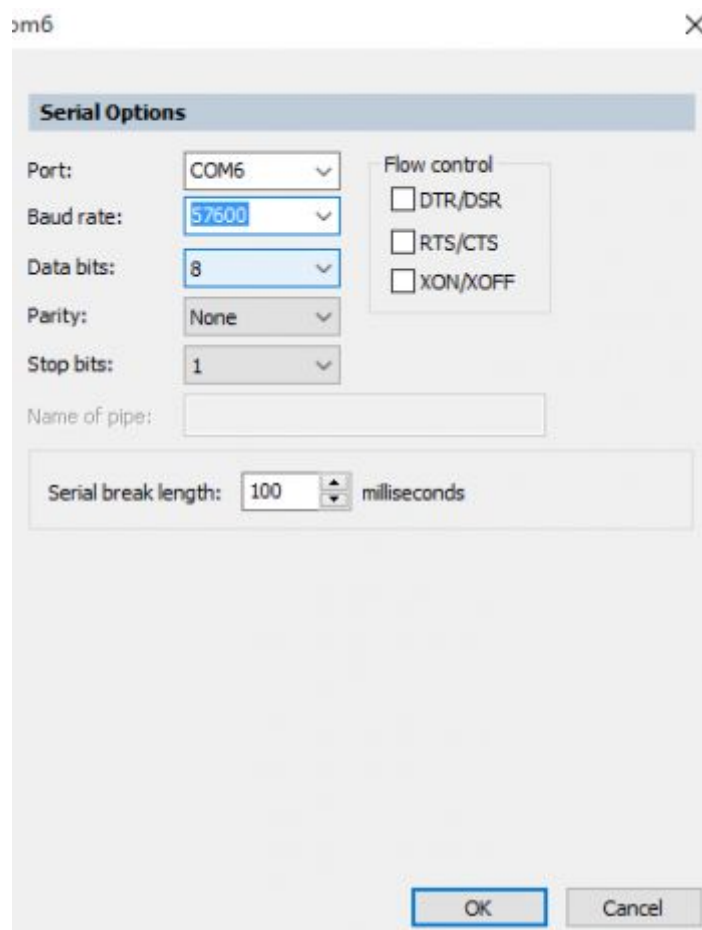 om6
Serial Options
Port: COM6
Baud rate: 57600
Data bits: 8
Parity: None
Stop bits: 1
Name of pipe:
Flow control
DTR/DSR
RTS/CTS
XON/XOFF
Serial break length: 100 milliseconds
OK Cancel